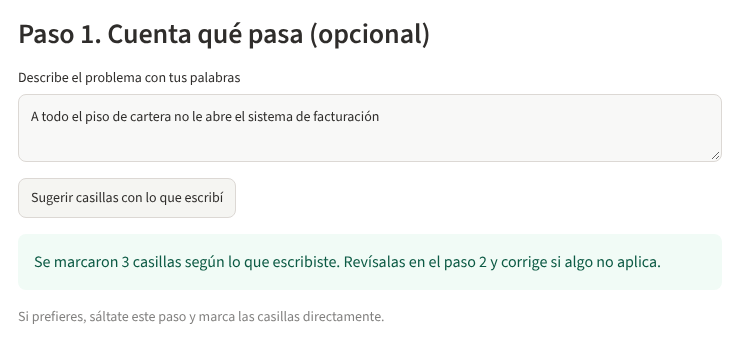 Paso 1. Cuenta qué pasa (opcional)
Describe el problema con tus palabras
A todo el piso de cartera no le abre el sistema de facturación
Sugerir casillas con lo que escribí
Se marcaron 3 casillas según lo que escribiste. Revísalas en el paso 2 y corrige si algo no aplica.
Si prefieres, sáltate este paso y marca las casillas directamente.